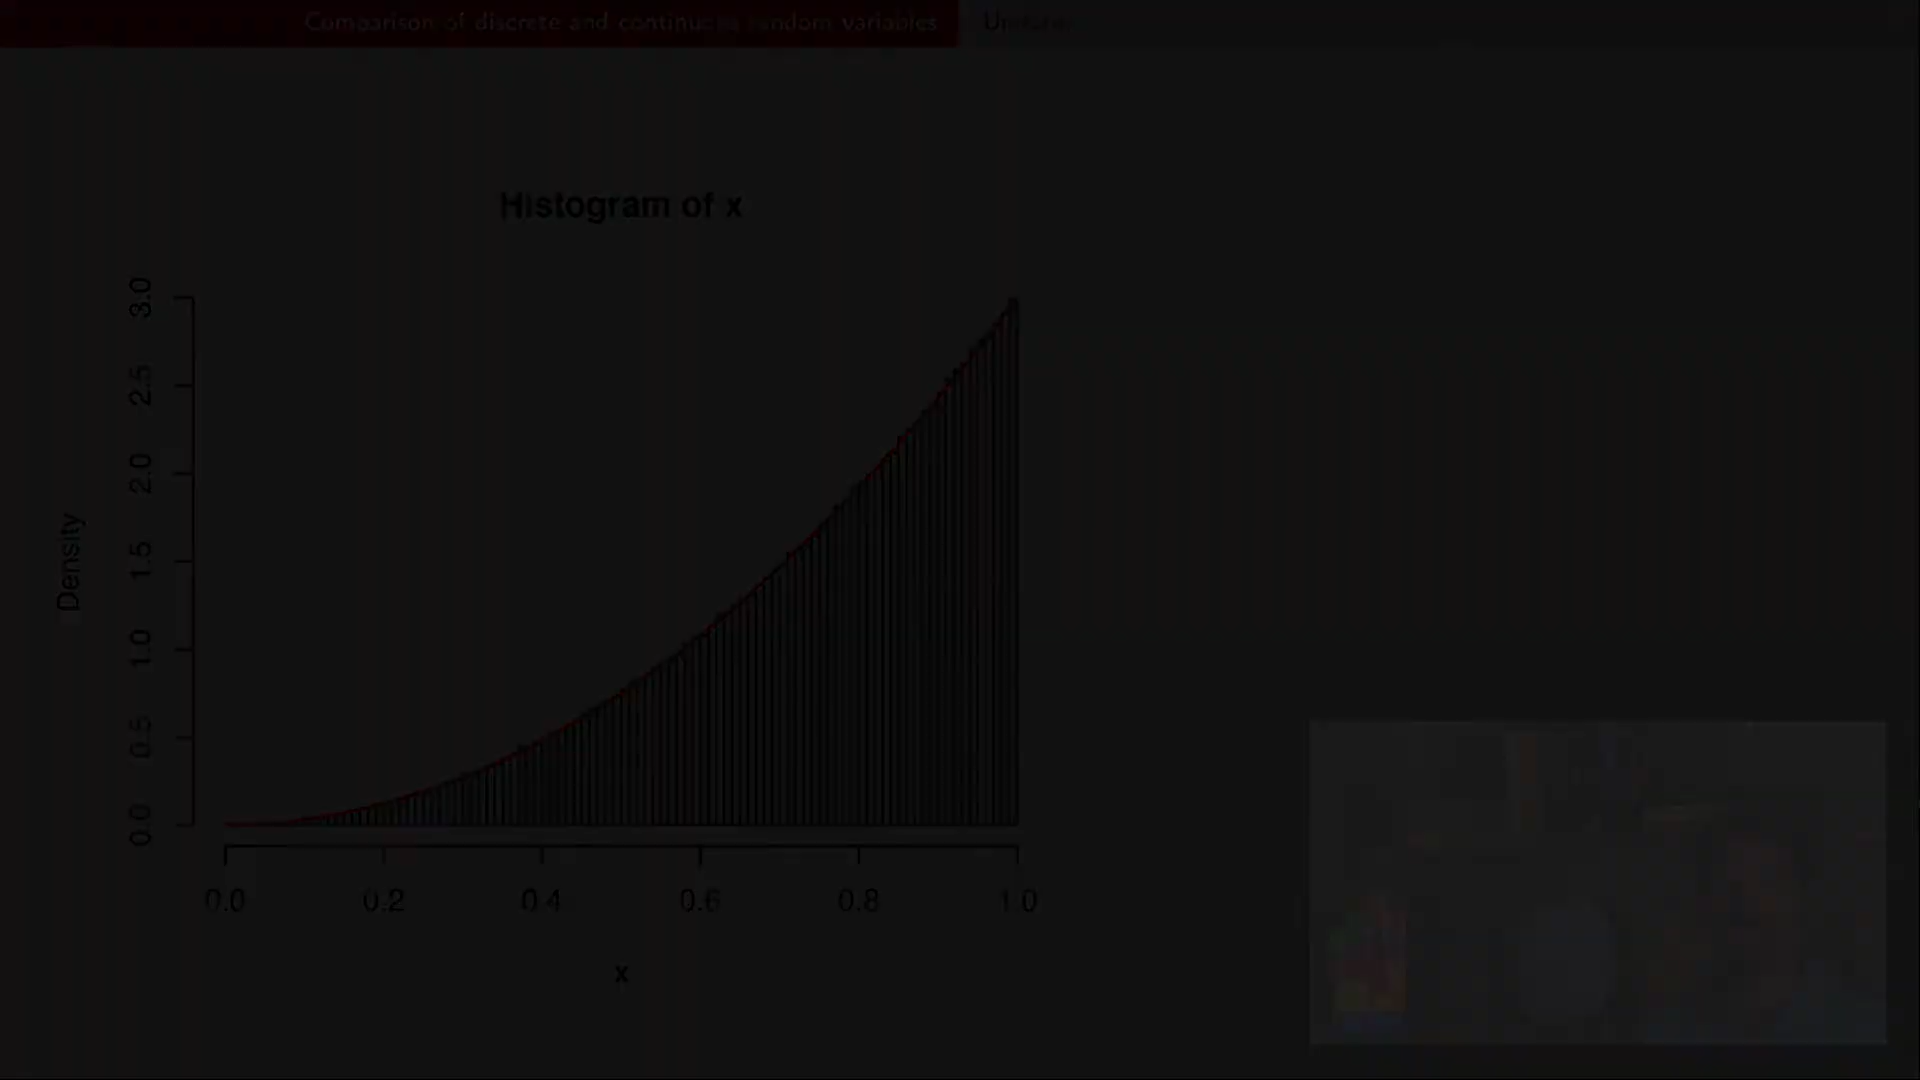 Comparison of discrete and continuous random variables
Histogram of x
Density
3.0
2.5
2.0
1.5
1.0
0.5
0.0
0.0 0.2 0.4 0.6 0.8 1.0
x